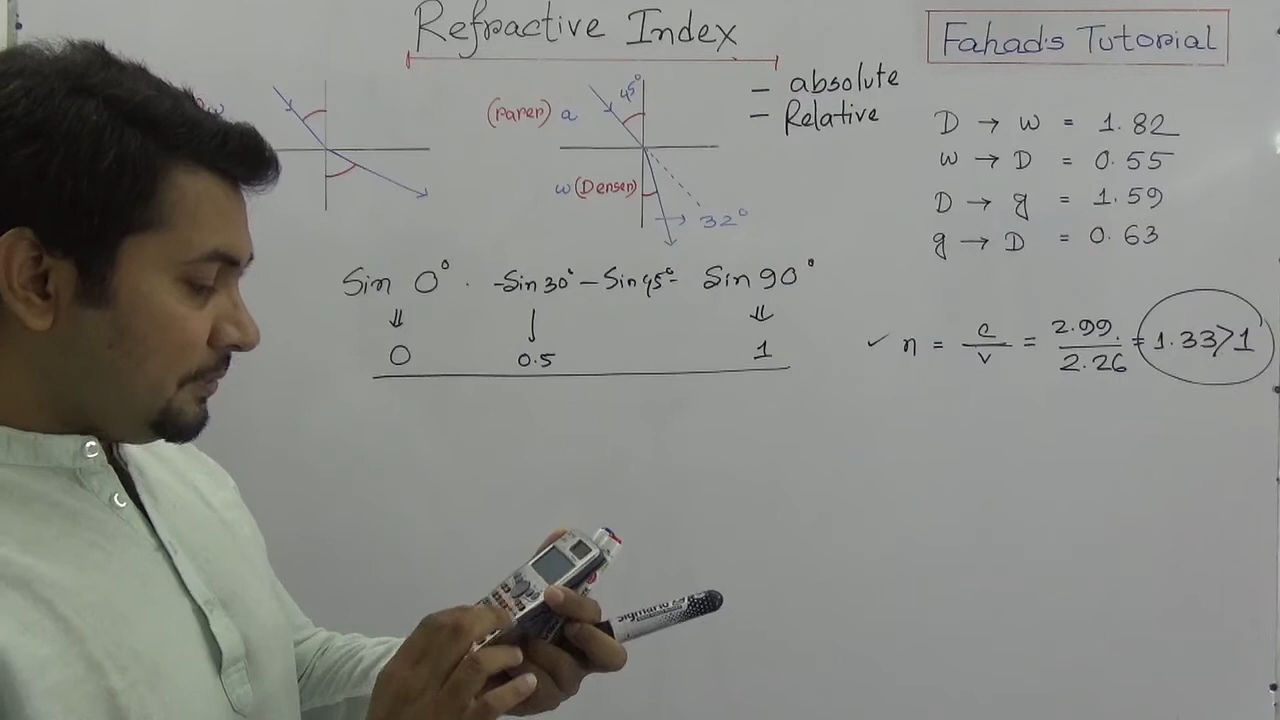 Refractive Index
Fahad's Tutorial
- absolute
- Relative
w
45°
(Rarer) a
w (Denser)
32°
D → w = 1.82
w → D = 0.55
D → g = 1.59
g → D = 0.63
Sin 0° - Sin 30° - Sin 45° - Sin 90°
0 0.5 1
✓ n = c/v = 2.99/2.26 = 1.33>1